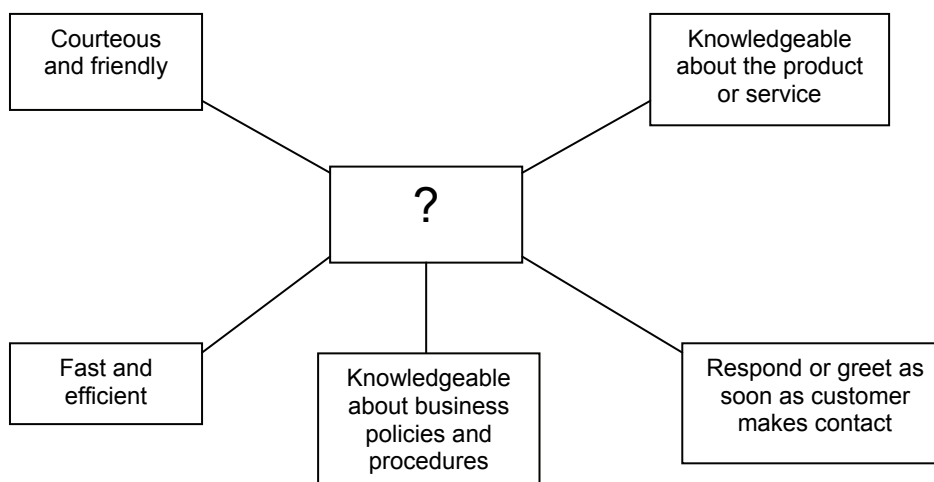 Courteous
and friendly
Knowledgeable
about the product
or service
?
Fast and
efficient
Knowledgeable
about business
policies and
procedures
Respond or greet as
soon as customer
makes contact